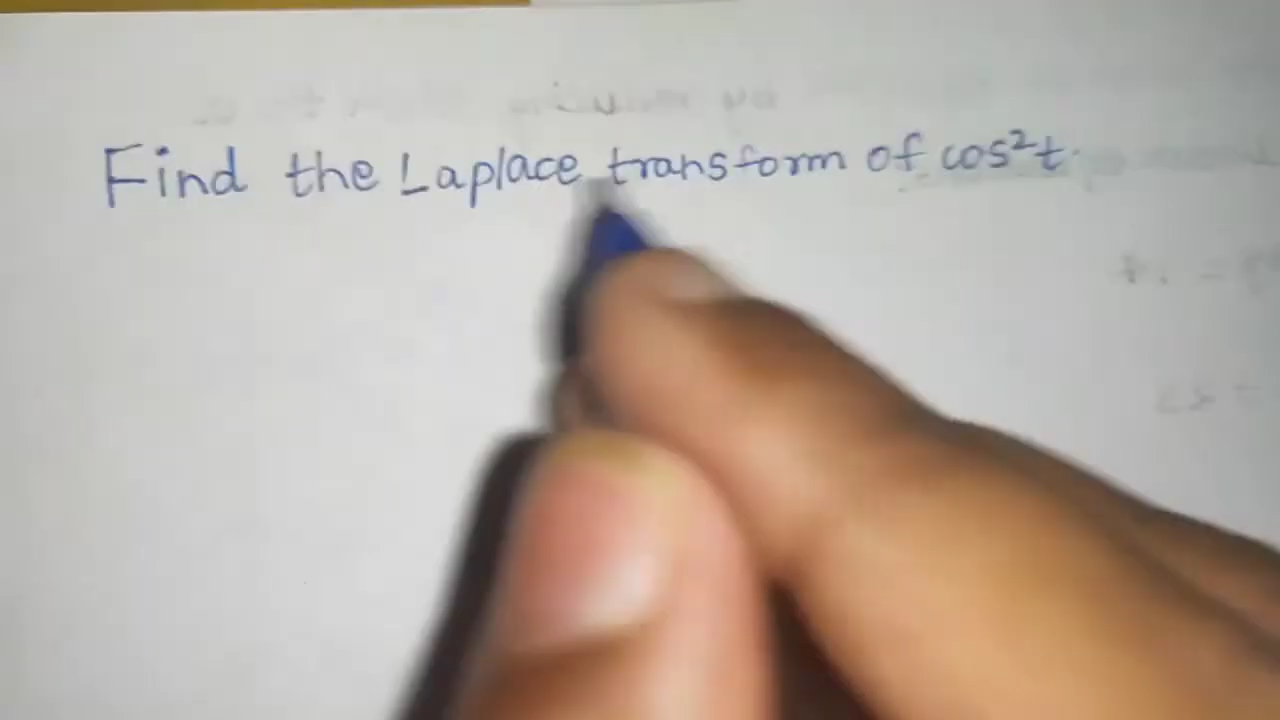 Find the Laplace transform of cos²t.